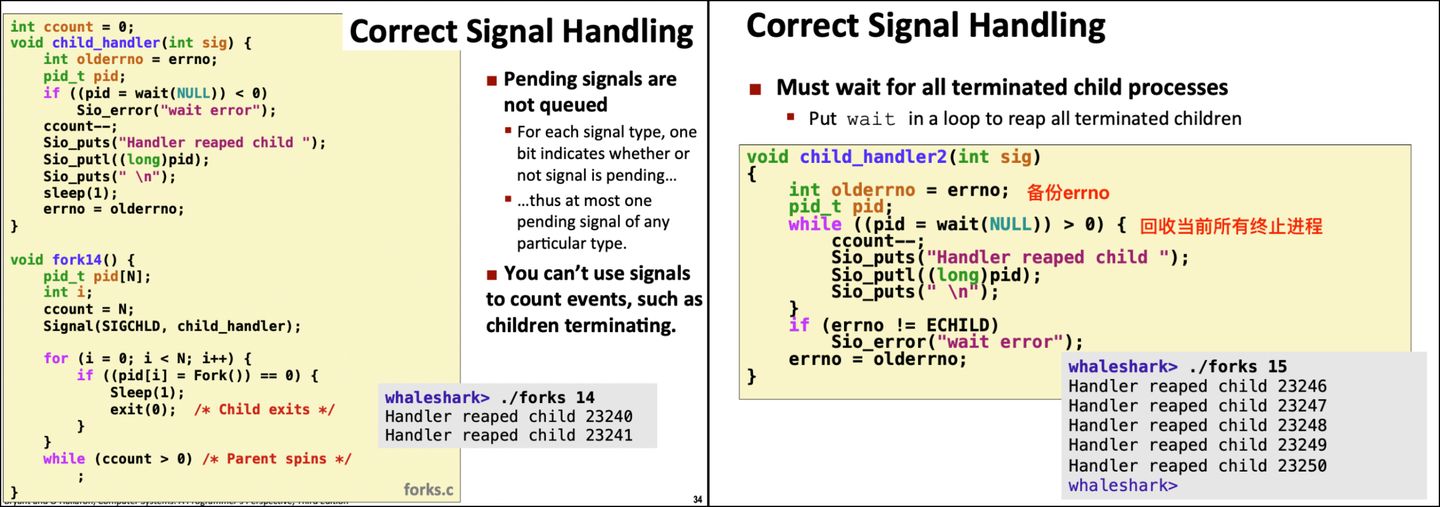 Correct Signal Handling
int ccount = 0;
void child_handler(int sig) {
    int olderrno = errno;
    pid_t pid;
    if ((pid = wait(NULL)) < 0)
        Sio_error("wait error");
    ccount--;
    Sio_puts("Handler reaped child ");
    Sio_putl((long)pid);
    Sio_puts(" \n");
    sleep(1);
    errno = olderrno;
}
void fork14() {
    pid_t pid[N];
    int i;
    ccount = N;
    Signal(SIGCHLD, child_handler);
    for (i = 0; i < N; i++) {
        if ((pid[i] = Fork()) == 0) {
            Sleep(1);
            exit(0);  /* Child exits */
        }
    }
    while (ccount > 0) /* Parent spins */
        ;
}
forks.c
■ Pending signals are
not queued
▪ For each signal type, one
bit indicates whether or
not signal is pending…
▪ …thus at most one
pending signal of any
particular type.
■ You can’t use signals
to count events, such as
children terminating.
whaleshark> ./forks 14
Handler reaped child 23240
Handler reaped child 23241
34
Correct Signal Handling
■ Must wait for all terminated child processes
▪ Put wait in a loop to reap all terminated children
void child_handler2(int sig)
{
    int olderrno = errno; 备份errno
    pid_t pid;
    while ((pid = wait(NULL)) > 0) { 回收当前所有终止进程
        ccount--;
        Sio_puts("Handler reaped child ");
        Sio_putl((long)pid);
        Sio_puts(" \n");
    }
    if (errno != ECHILD)
        Sio_error("wait error");
    errno = olderrno;
}
whaleshark> ./forks 15
Handler reaped child 23246
Handler reaped child 23247
Handler reaped child 23248
Handler reaped child 23249
Handler reaped child 23250
whaleshark>